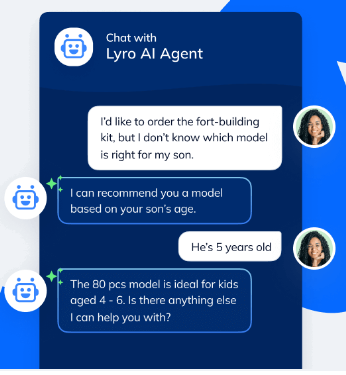 Chat with
Lyro AI Agent
I'd like to order the fort-building
kit, but I don't know which model
is right for my son.
I can recommend you a model
based on your son's age.
He's 5 years old
The 80 pcs model is ideal for kids
aged 4 - 6. Is there anything else
I can help you with?